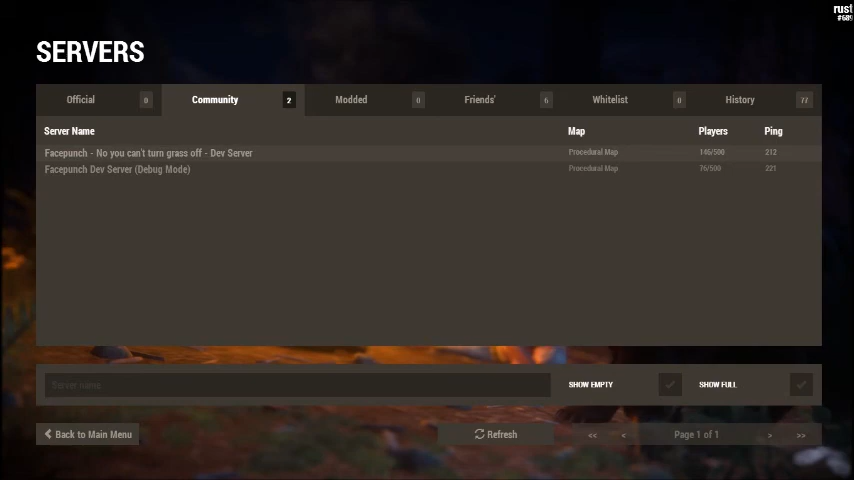 rust
#689
SERVERS
Official 0 Community 2 Modded 0 Friends' 6 Whitelist 0 History 77
Server Name Map Players Ping
Facepunch - No you can't turn grass off - Dev Server Procedural Map 146/500 212
Facepunch Dev Server (Debug Mode) Procedural Map 76/500 221
Server name
SHOW EMPTY SHOW FULL
Back to Main Menu Refresh << < Page 1 of 1 > >>